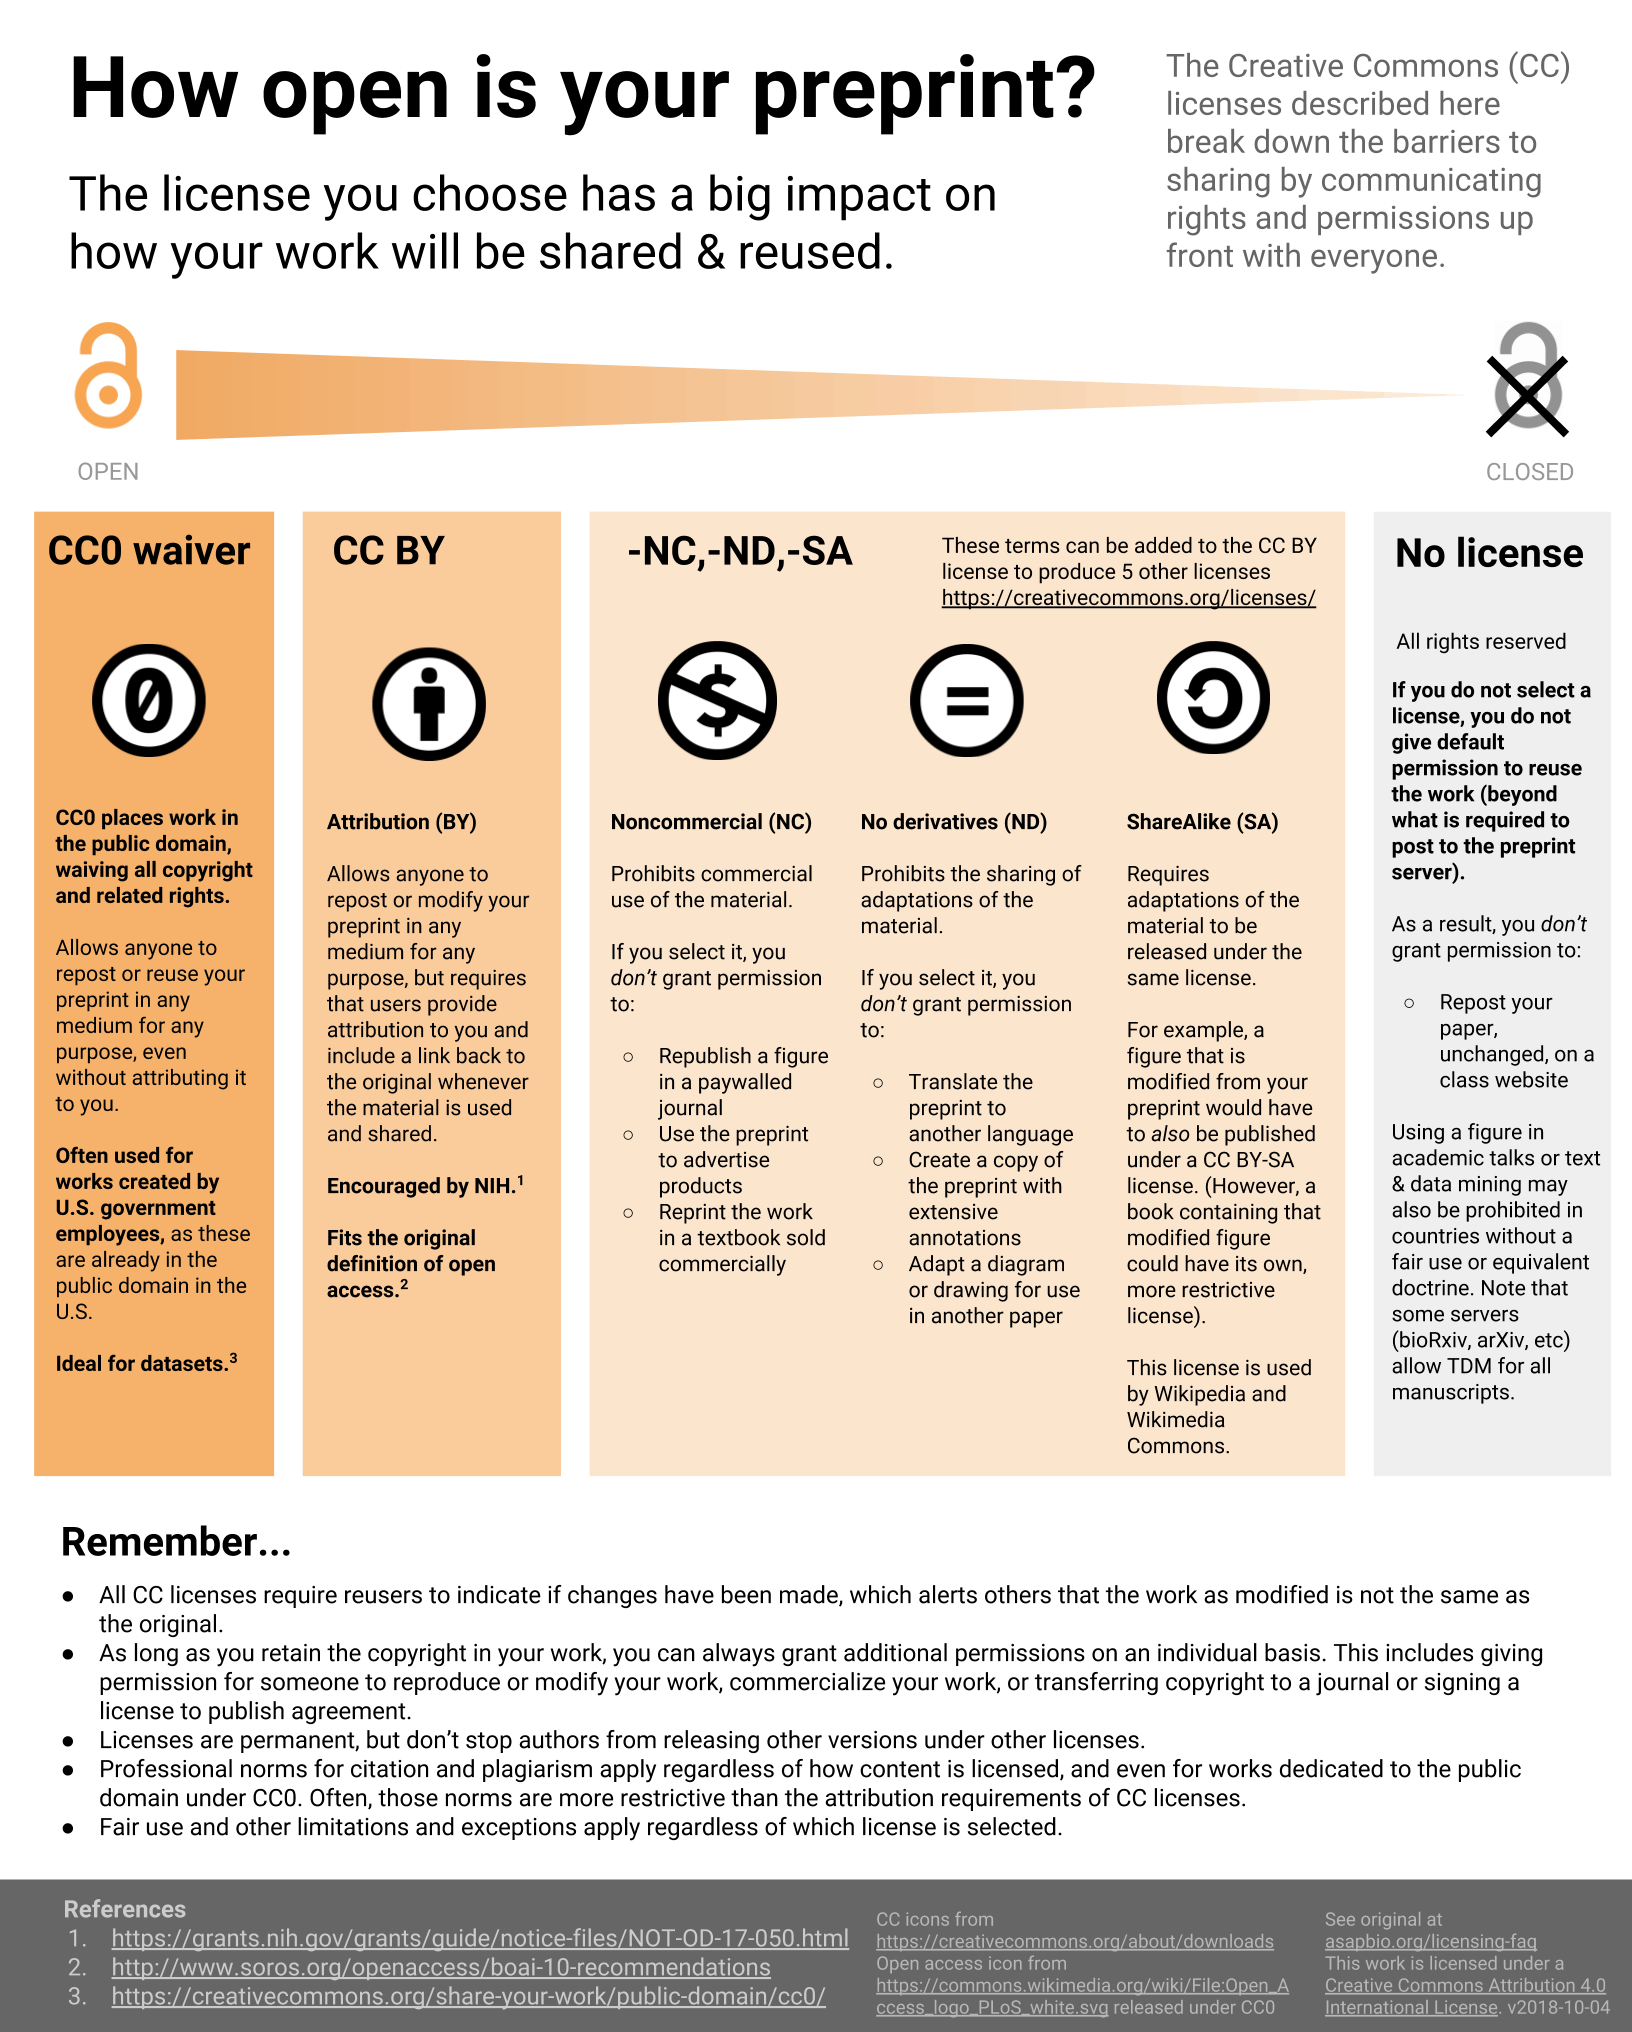 How open is your preprint?
The license you choose has a big impact on
how your work will be shared & reused.
The Creative Commons (CC)
licenses described here
break down the barriers to
sharing by communicating
rights and permissions up
front with everyone.
OPEN
CLOSED
CC0 waiver
0
CC0 places work in
the public domain,
waiving all copyright
and related rights.
Allows anyone to
repost or reuse your
preprint in any
medium for any
purpose, even
without attributing it
to you.
Often used for
works created by
U.S. government
employees, as these
are already in the
public domain in the
U.S.
Ideal for datasets.3
CC BY
Attribution (BY)
Allows anyone to
repost or modify your
preprint in any
medium for any
purpose, but requires
that users provide
attribution to you and
include a link back to
the original whenever
the material is used
and shared.
Encouraged by NIH.1
Fits the original
definition of open
access.2
-NC,-ND,-SA
These terms can be added to the CC BY
license to produce 5 other licenses
https://creativecommons.org/licenses/
$
=
Noncommercial (NC)
Prohibits commercial
use of the material.
If you select it, you
don't grant permission
to:
○ Republish a figure
in a paywalled
journal
○ Use the preprint
to advertise
products
○ Reprint the work
in a textbook sold
commercially
No derivatives (ND)
Prohibits the sharing of
adaptations of the
material.
If you select it, you
don't grant permission
to:
○ Translate the
preprint to
another language
○ Create a copy of
the preprint with
extensive
annotations
○ Adapt a diagram
or drawing for use
in another paper
ShareAlike (SA)
Requires
adaptations of the
material to be
released under the
same license.
For example, a
figure that is
modified from your
preprint would have
to also be published
under a CC BY-SA
license. (However, a
book containing that
modified figure
could have its own,
more restrictive
license).
This license is used
by Wikipedia and
Wikimedia
Commons.
No license
All rights reserved
If you do not select a
license, you do not
give default
permission to reuse
the work (beyond
what is required to
post to the preprint
server).
As a result, you don't
grant permission to:
○ Repost your
paper,
unchanged, on a
class website
Using a figure in
academic talks or text
& data mining may
also be prohibited in
countries without a
fair use or equivalent
doctrine. Note that
some servers
(bioRxiv, arXiv, etc)
allow TDM for all
manuscripts.
Remember...
● All CC licenses require reusers to indicate if changes have been made, which alerts others that the work as modified is not the same as
the original.
● As long as you retain the copyright in your work, you can always grant additional permissions on an individual basis. This includes giving
permission for someone to reproduce or modify your work, commercialize your work, or transferring copyright to a journal or signing a
license to publish agreement.
● Licenses are permanent, but don't stop authors from releasing other versions under other licenses.
● Professional norms for citation and plagiarism apply regardless of how content is licensed, and even for works dedicated to the public
domain under CC0. Often, those norms are more restrictive than the attribution requirements of CC licenses.
● Fair use and other limitations and exceptions apply regardless of which license is selected.
References
1. https://grants.nih.gov/grants/guide/notice-files/NOT-OD-17-050.html
2. http://www.soros.org/openaccess/boai-10-recommendations
3. https://creativecommons.org/share-your-work/public-domain/cc0/
CC icons from
https://creativecommons.org/about/downloads
Open access icon from
https://commons.wikimedia.org/wiki/File:Open_A
ccess_logo_PLoS_white.svg released under CC0
See original at
asapbio.org/licensing-faq
This work is licensed under a
Creative Commons Attribution 4.0
International License. v2018-10-04